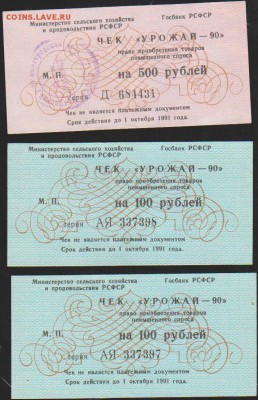 СОИНS.ЛАV.RU
Министерство сельского хозяйства
и продовольствия РСФСР
Госбанк РСФСР
ЧЕК «УРОЖАЙ—90»
право приобретения товаров
повышенного спроса
М. П.
на 500 рублей
серия Д 681431
Чек не является платежным документом
Срок действия до 1 октября 1991 года.
Министерство сельского хозяйства
и продовольствия РСФСР
Госбанк РСФСР
ЧЕК «УРОЖАЙ—90»
право приобретения товаров
повышенного спроса
М. П.
на 100 рублей
серия АЯ 337398
Чек не является платежным документом
Срок действия до 1 октября 1991 года.
Министерство сельского хозяйства
и продовольствия РСФСР
Госбанк РСФСР
ЧЕК «УРОЖАЙ—90»
право приобретения товаров
повышенного спроса
М. П.
на 100 рублей
серия АЯ 337397
Чек не является платежным документом
Срок действия до 1 октября 1991 года.